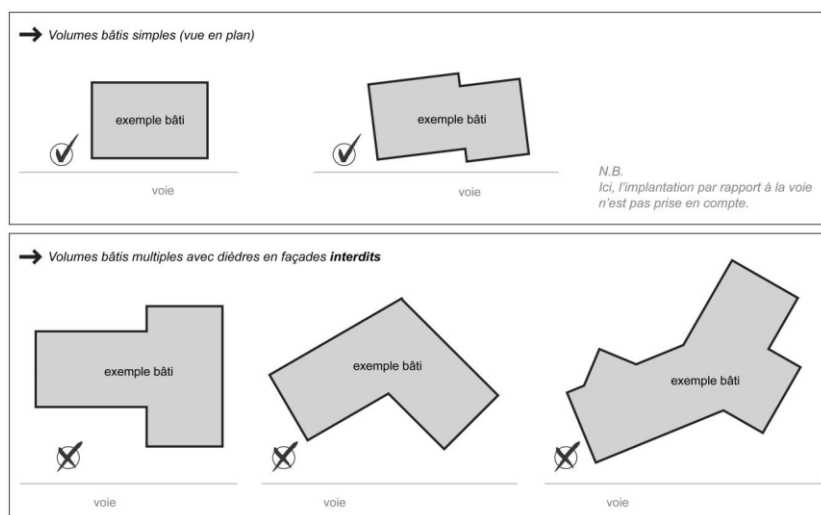 Volumes bâtis simples (vue en plan)
exemple bâti
exemple bâti
voie
voie
N.B.
Ici, l'implantation par rapport à la voie
n'est pas prise en compte.
Volumes bâtis multiples avec dièdres en façades interdits
exemple bâti
exemple bâti
exemple bâti
voie
voie
voie